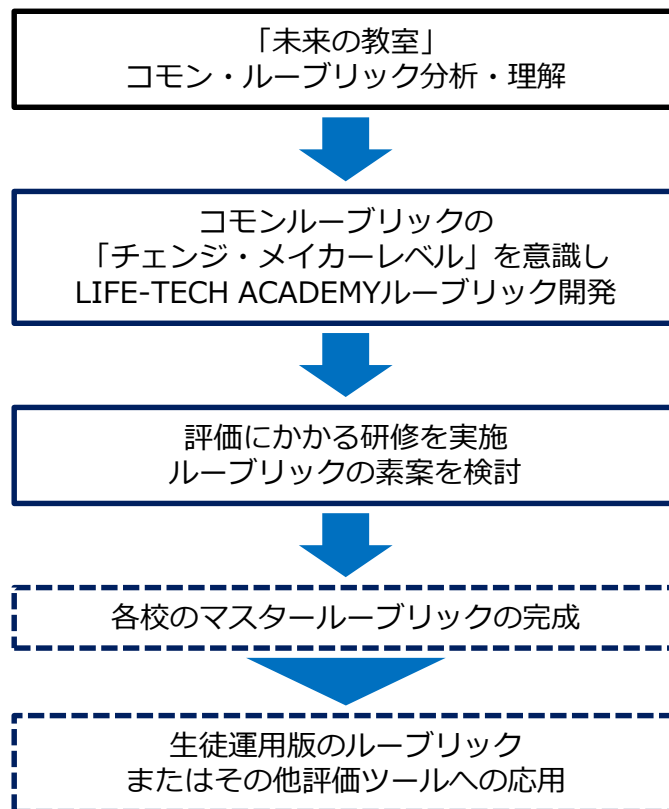 「未来の教室」
コモン・ルーブリック分析・理解
コモンルーブリックの
「チェンジ・メイカーレベル」を意識し
LIFE-TECH ACADEMYルーブリック開発
評価にかかる研修を実施
ルーブリックの素案を検討
各校のマスタールーブリックの完成
生徒運用版のルーブリック
またはその他評価ツールへの応用